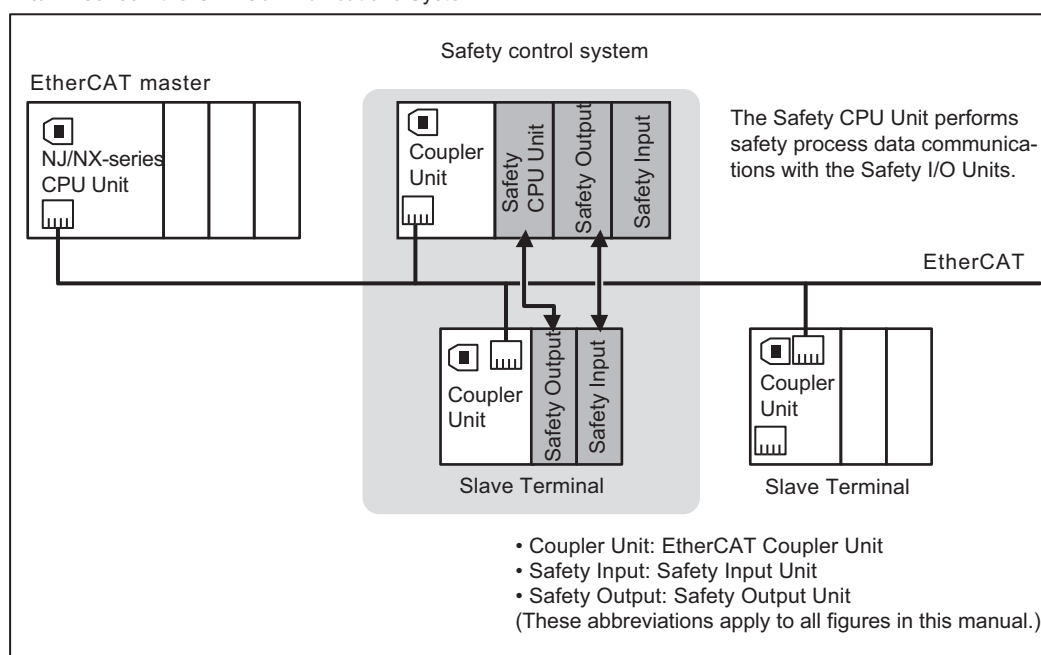 Safety control system
EtherCAT master
NJ/NX-series
CPU Unit
Coupler
Unit
Safety
CPU Unit
Safety Output
Safety Input
The Safety CPU Unit performs
safety process data communica-
tions with the Safety I/O Units.
EtherCAT
Coupler
Unit
Safety Output
Safety Input
Slave Terminal
Coupler
Unit
Slave Terminal
• Coupler Unit: EtherCAT Coupler Unit
• Safety Input: Safety Input Unit
• Safety Output: Safety Output Unit
(These abbreviations apply to all figures in this manual.)